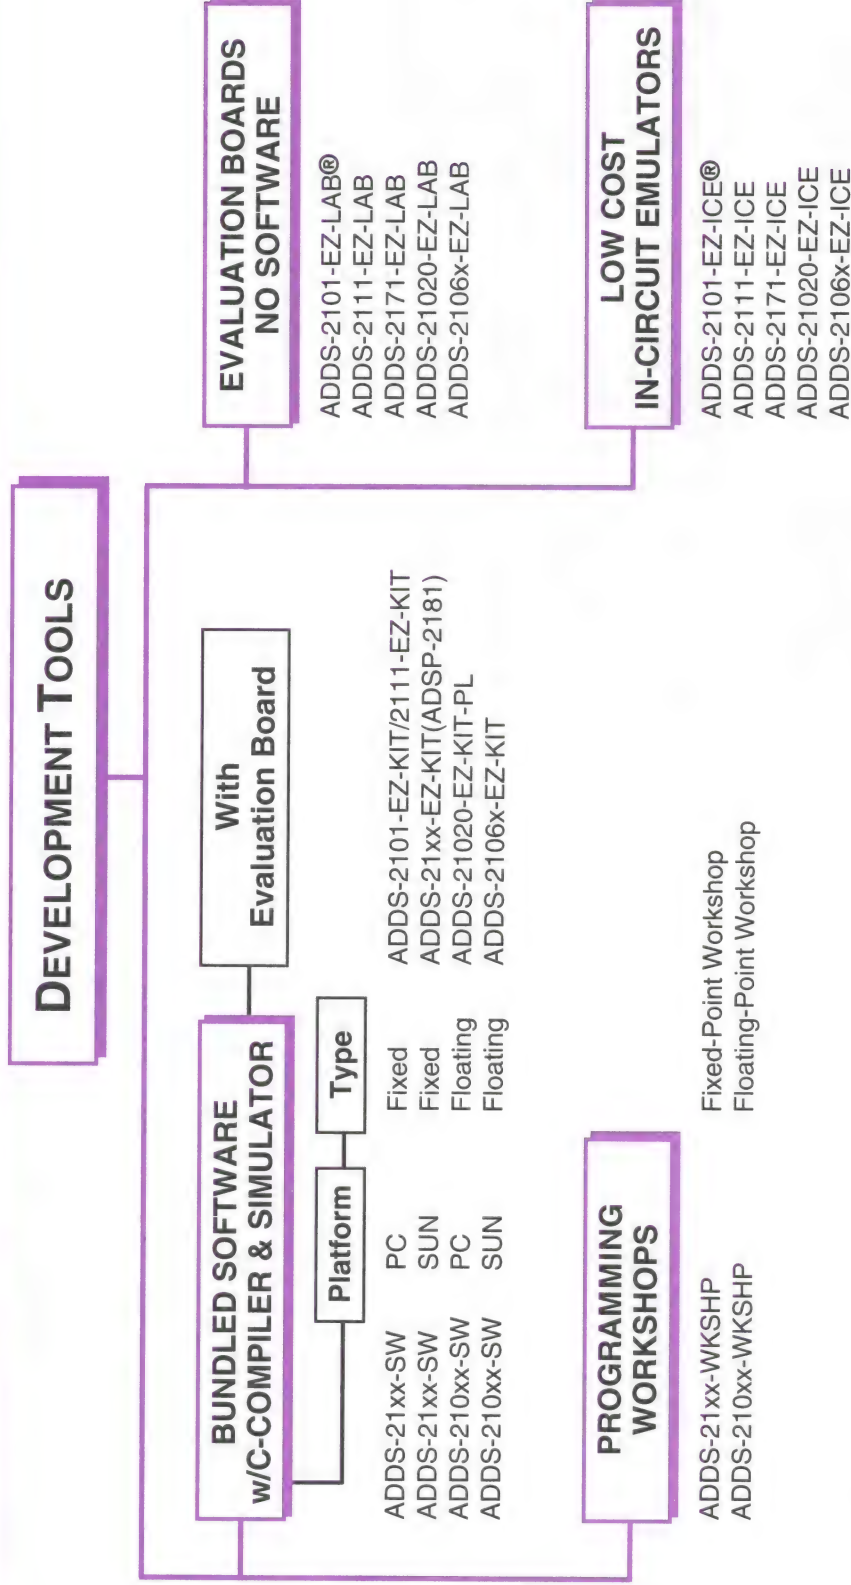 DEVELOPMENT TOOLS
BUNDLED SOFTWARE
w/C-COMPILER & SIMULATOR
With
Evaluation Board
Platform
Type
ADDS-21xx-SW PC Fixed ADDS-2101-EZ-KIT/2111-EZ-KIT
ADDS-21xx-SW SUN Fixed ADDS-21xx-EZ-KIT(ADSP-2181)
ADDS-210xx-SW PC Floating ADDS-21020-EZ-KIT-PL
ADDS-210xx-SW SUN Floating ADDS-2106x-EZ-KIT
EVALUATION BOARDS
NO SOFTWARE
ADDS-2101-EZ-LAB®
ADDS-2111-EZ-LAB
ADDS-2171-EZ-LAB
ADDS-21020-EZ-LAB
ADDS-2106x-EZ-LAB
PROGRAMMING
WORKSHOPS
ADDS-21xx-WKSHP Fixed-Point Workshop
ADDS-210xx-WKSHP Floating-Point Workshop
LOW COST
IN-CIRCUIT EMULATORS
ADDS-2101-EZ-ICE®
ADDS-2111-EZ-ICE
ADDS-2171-EZ-ICE
ADDS-21020-EZ-ICE
ADDS-2106x-EZ-ICE